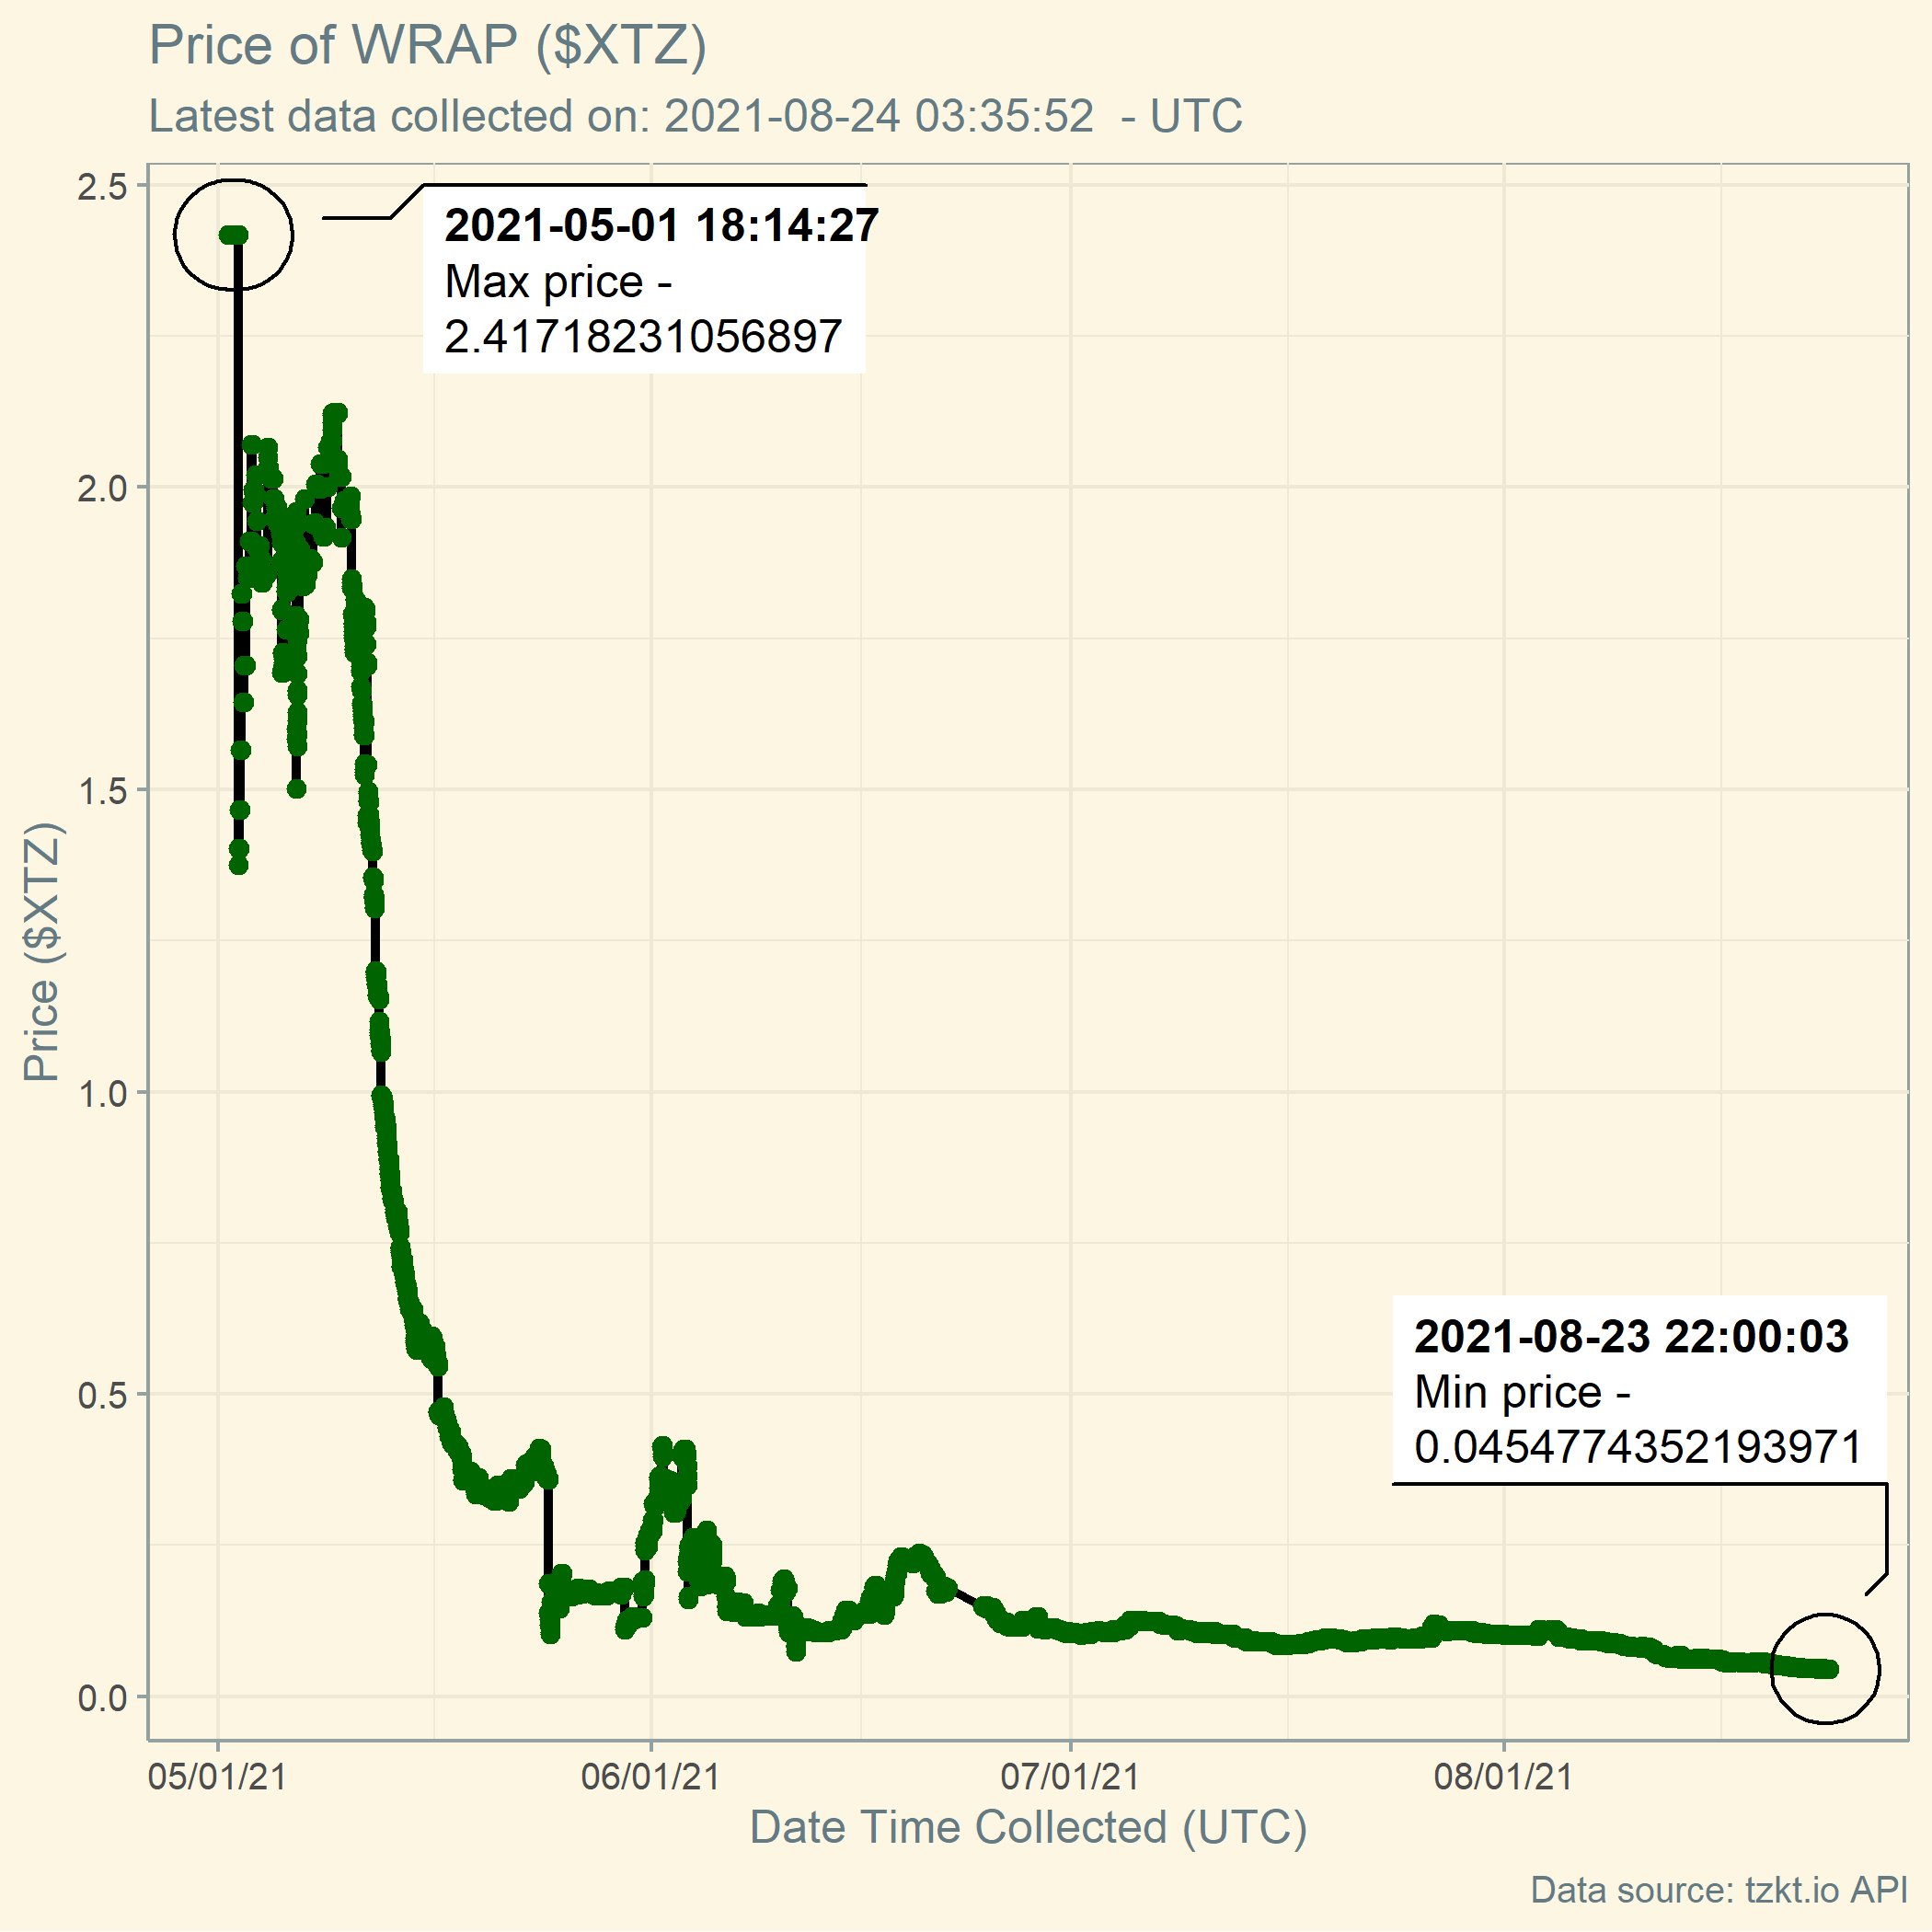 Price of WRAP ($XTZ)
Latest data collected on: 2021-08-24 03:35:52  - UTC
2.5
2021-05-01 18:14:27
Max price -
2.41718231056897
2.0
1.5
Price ($XTZ)
1.0
2021-08-23 22:00:03
Min price -
0.0454774352193971
0.5
0.0
05/01/21
06/01/21
07/01/21
08/01/21
Date Time Collected (UTC)
Data source: tzkt.io API